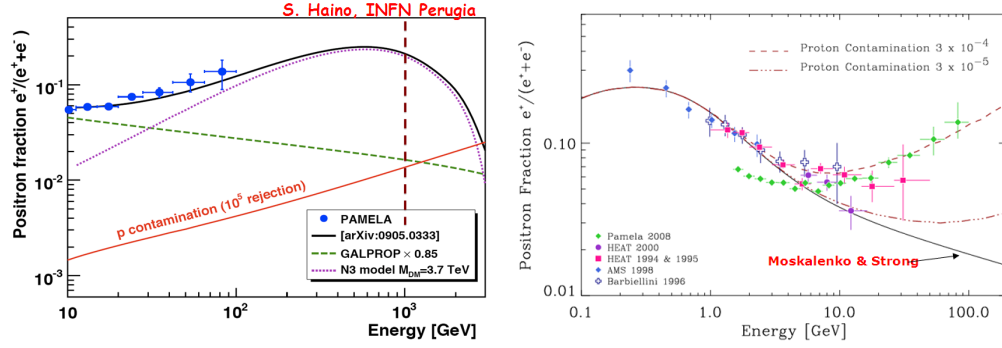 S. Haino, INFN Perugia
Positron fraction e⁺/(e⁺+e⁻)
10⁻¹
10⁻²
10⁻³
p contamination (10⁵ rejection)
PAMELA
[arXiv:0905.0333]
GALPROP × 0.85
N3 model M_DM=3.7 TeV
10
10²
10³
Energy [GeV]
Positron Fraction e⁺/(e⁺+e⁻)
0.10
0.01
Proton Contamination 3 x 10⁻⁴
Proton Contamination 3 x 10⁻⁵
Pamela 2008
HEAT 2000
HEAT 1994 & 1995
AMS 1998
Barbiellini 1996
Moskalenko & Strong
0.1
1.0
10.0
100.0
Energy [GeV]